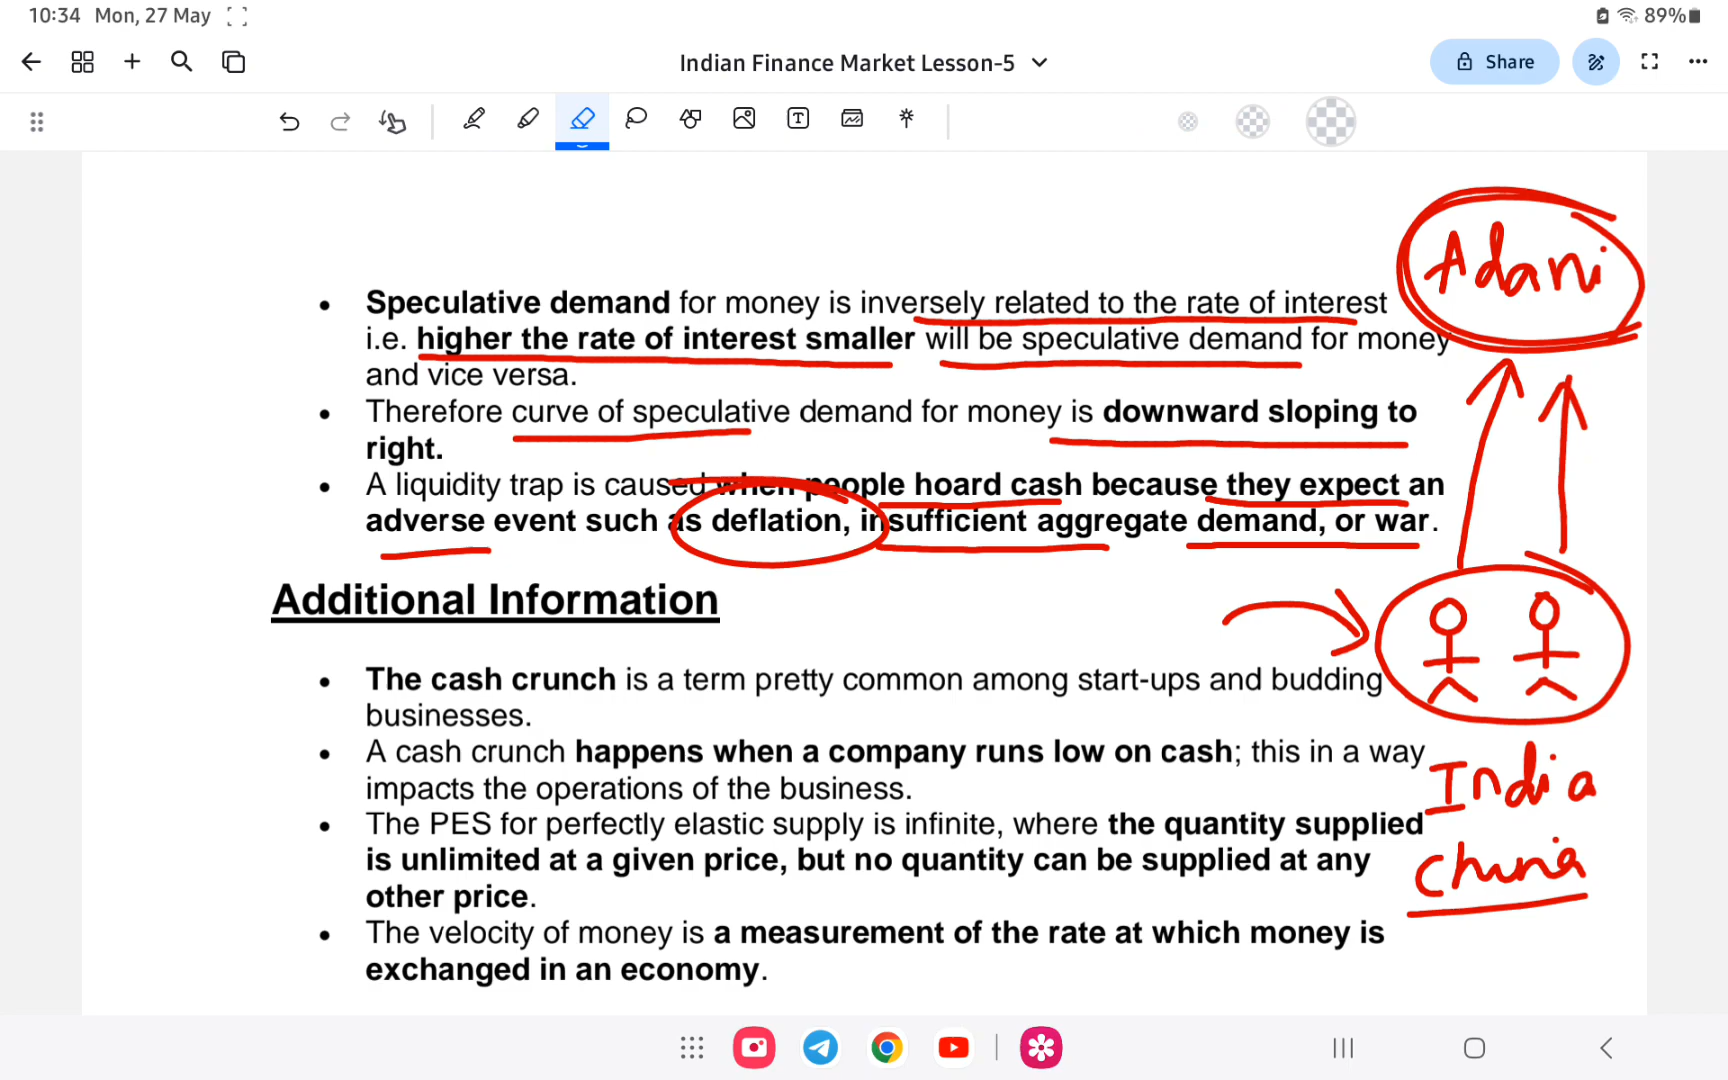 10:34 Mon, 27 May
89%
Indian Finance Market Lesson-5
Share
Adani
• Speculative demand for money is inversely related to the rate of interest
i.e. higher the rate of interest smaller will be speculative demand for money
and vice versa.
• Therefore curve of speculative demand for money is downward sloping to
right.
• A liquidity trap is caused when people hoard cash because they expect an
adverse event such as deflation, insufficient aggregate demand, or war.
Additional Information
• The cash crunch is a term pretty common among start-ups and budding
businesses.
• A cash crunch happens when a company runs low on cash; this in a way
impacts the operations of the business.
• The PES for perfectly elastic supply is infinite, where the quantity supplied
is unlimited at a given price, but no quantity can be supplied at any
other price.
• The velocity of money is a measurement of the rate at which money is
exchanged in an economy.
India
China